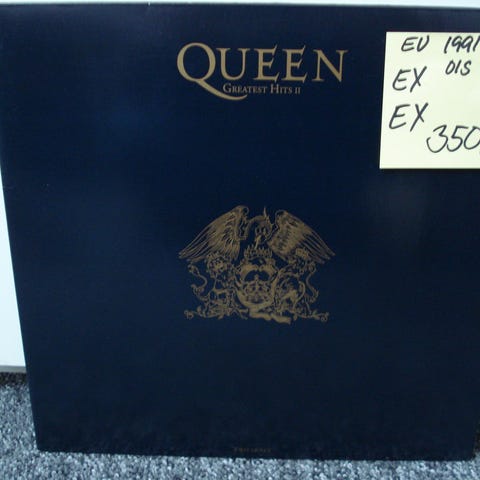 QUEEN
GREATEST HITS II
EU 1991
OIS
EX
EX
350,